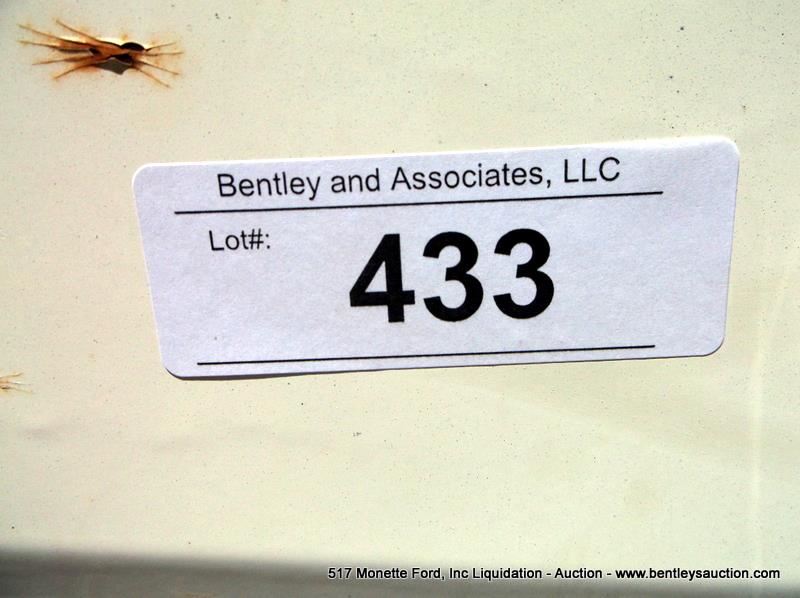 Bentley and Associates, LLC
Lot#:
433
517 Monette Ford, Inc Liquidation - Auction - www.bentleysauction.com